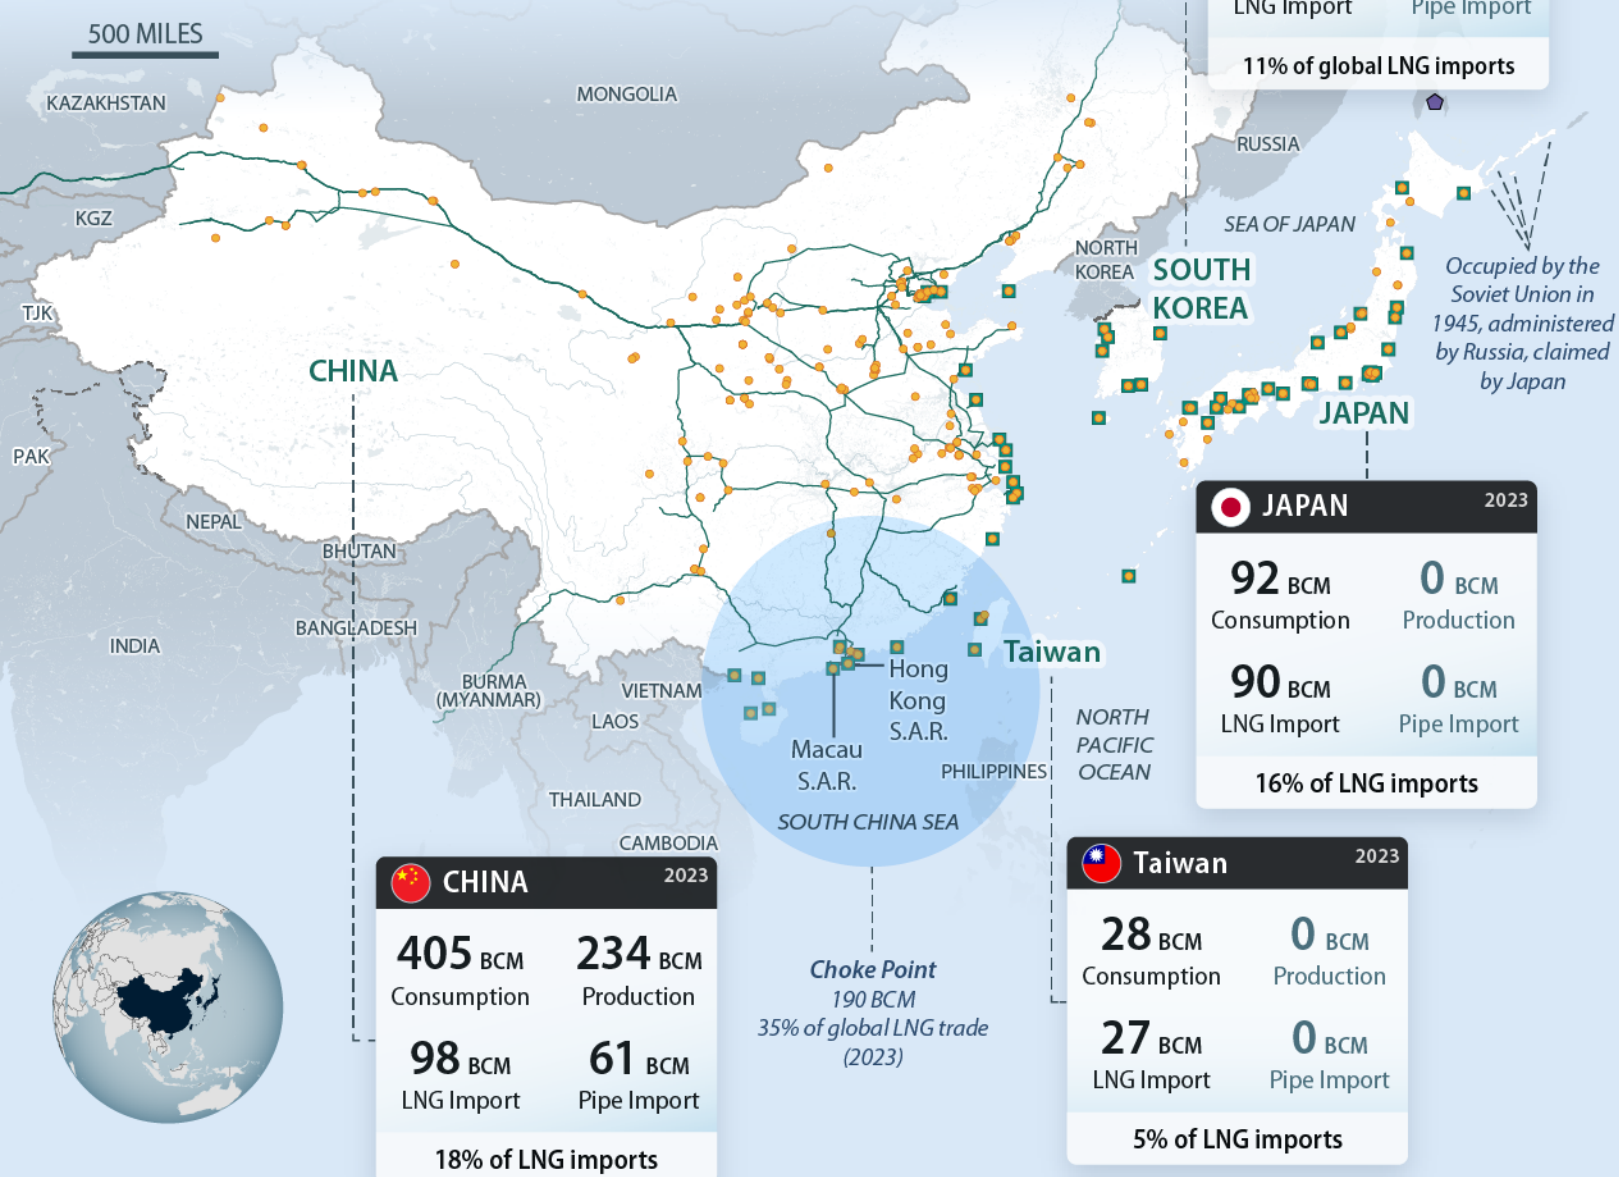 500 MILES
LNG Import
Pipe Import
11% of global LNG imports
KAZAKHSTAN
MONGOLIA
RUSSIA
KGZ
SEA OF JAPAN
NORTH
KOREA
SOUTH
KOREA
Occupied by the
Soviet Union in
1945, administered
by Russia, claimed
by Japan
TJK
CHINA
JAPAN
PAK
NEPAL
BHUTAN
BANGLADESH
INDIA
BURMA
(MYANMAR)
VIETNAM
LAOS
THAILAND
CAMBODIA
Hong
Kong
S.A.R.
Macau
S.A.R.
Taiwan
PHILIPPINES
SOUTH CHINA SEA
NORTH
PACIFIC
OCEAN
JAPAN 2023
92 BCM 0 BCM
Consumption Production
90 BCM 0 BCM
LNG Import Pipe Import
16% of LNG imports
CHINA 2023
405 BCM 234 BCM
Consumption Production
98 BCM 61 BCM
LNG Import Pipe Import
18% of LNG imports
Choke Point
190 BCM
35% of global LNG trade
(2023)
Taiwan 2023
28 BCM 0 BCM
Consumption Production
27 BCM 0 BCM
LNG Import Pipe Import
5% of LNG imports